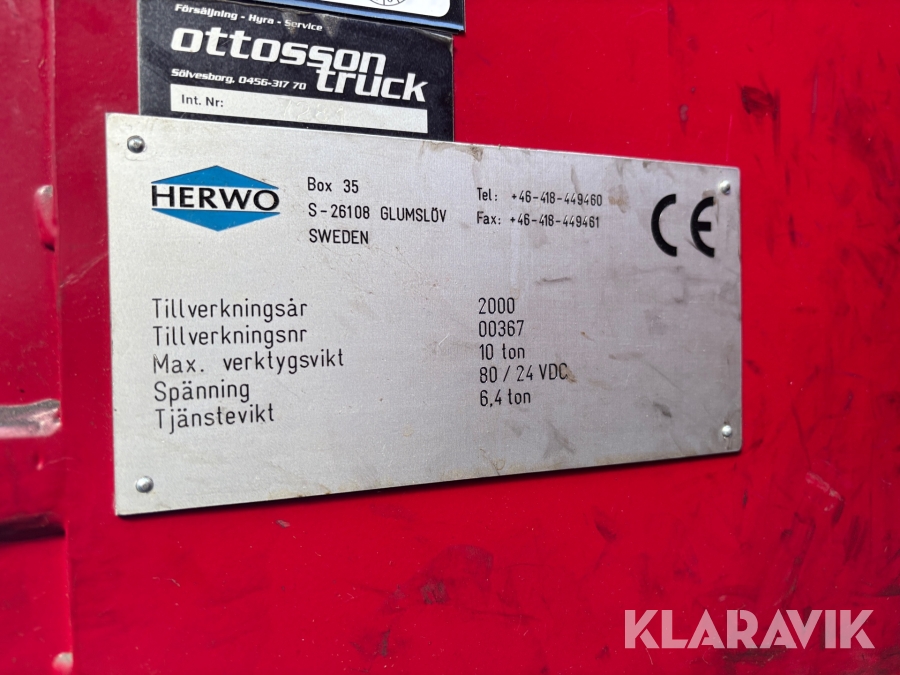 Försäljning - Hyra - Service
ottosson
truck
Sölvesborg. 0456-317 70
Int. Nr:
HERWO
Box 35
S-26108 GLUMSLÖV
SWEDEN
Tel: +46-418-449460
Fax: +46-418-449461
CE
Tillverkningsår 2000
Tillverkningsnr 00367
Max. verktygsvikt 10 ton
Spänning 80 / 24 VDC
Tjänstevikt 6,4 ton
KLARAVIK